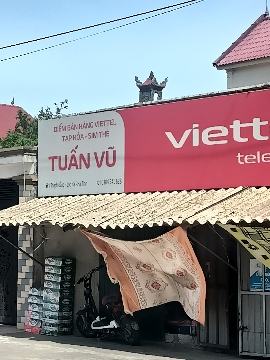 ĐIỂM BÁN HÀNG VIETTEL
TẠP HÓA - SIM THẺ
TUẤN VŨ
viett
tele